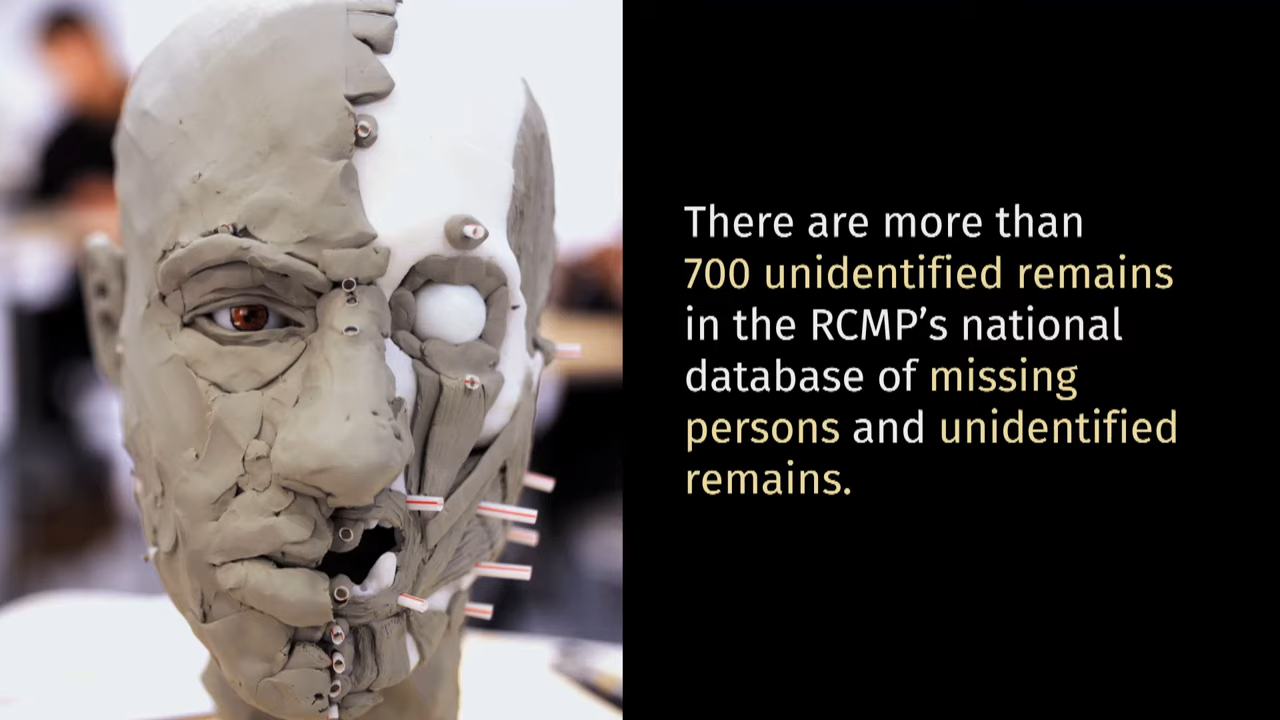 There are more than
700 unidentified remains
in the RCMP’s national
database of missing
persons and unidentified
remains.